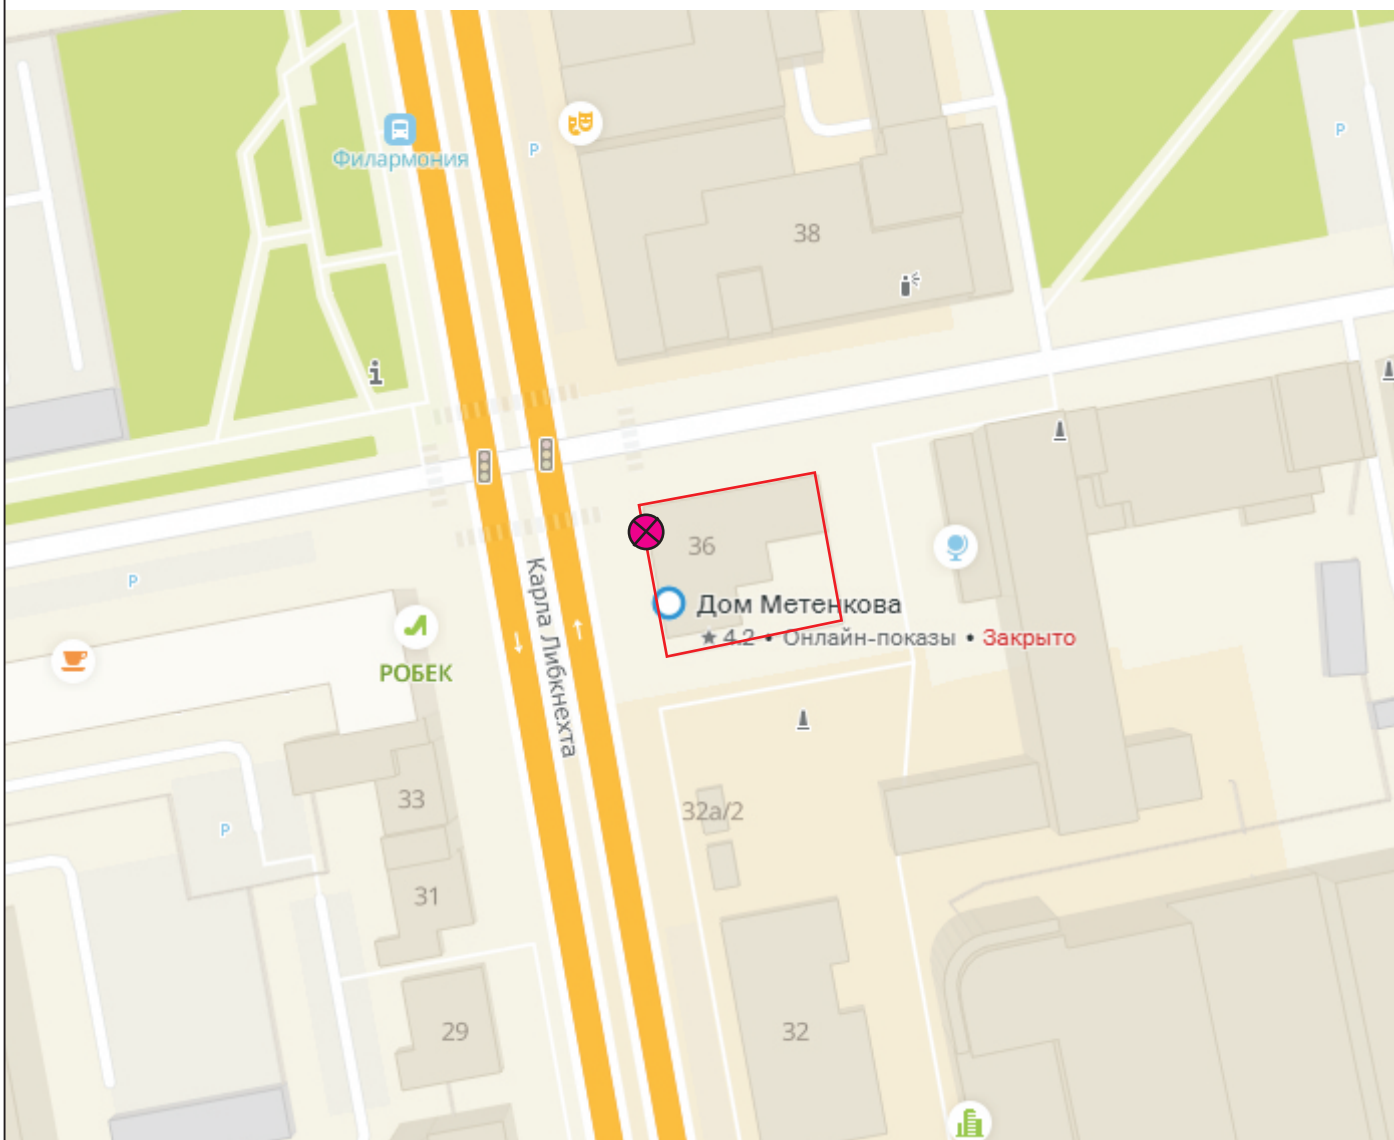 Филармония
P
P
38
i
36
Карла Либкнехта
P
Дом Метенкова
★ 4.2 • Онлайн-показы • Закрыто
РОБЕК
33
32а/2
P
31
29
32